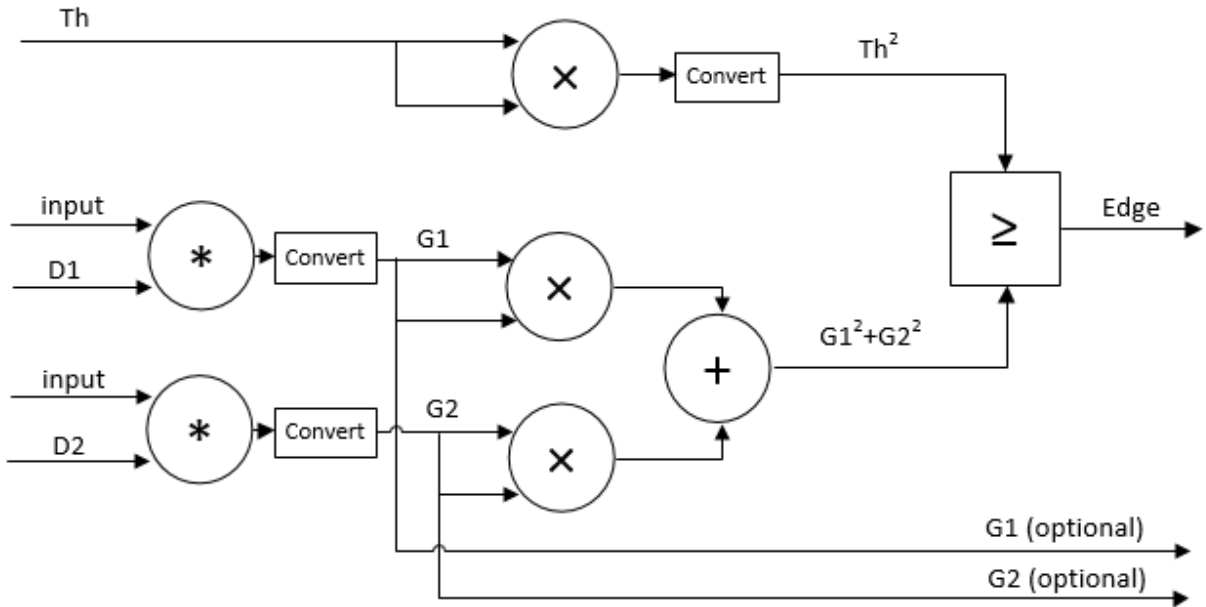 Th
×
Convert
Th²
input
*
Convert
G1
×
D1
≥
Edge
+
G1²+G2²
input
*
Convert
G2
×
D2
G1 (optional)
G2 (optional)